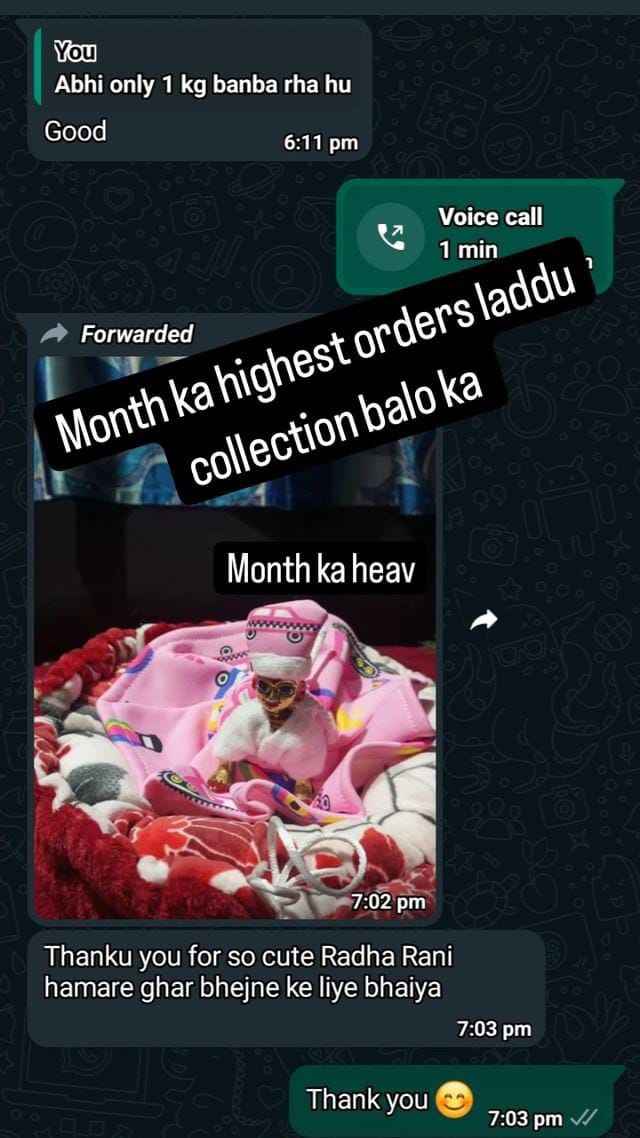 You
Abhi only 1 kg banba rha hu
Good
6:11 pm
Voice call
1 min
Forwarded
Month ka highest orders laddu
collection balo ka
Month ka heav
7:02 pm
Thanku you for so cute Radha Rani
hamare ghar bhejne ke liye bhaiya
7:03 pm
Thank you 😊
7:03 pm